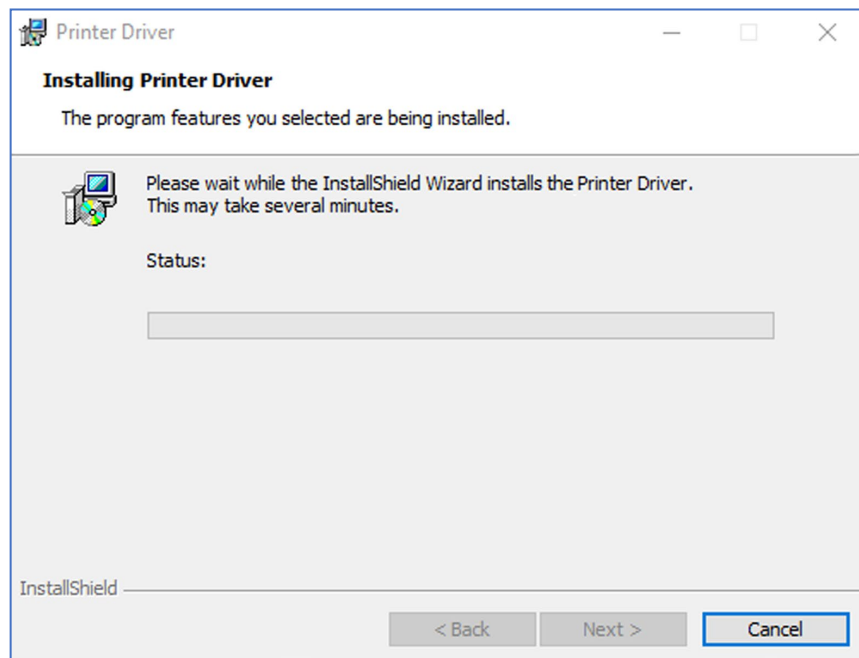 Printer Driver
Installing Printer Driver
The program features you selected are being installed.
Please wait while the InstallShield Wizard installs the Printer Driver.
This may take several minutes.
Status:
InstallShield
< Back
Next >
Cancel